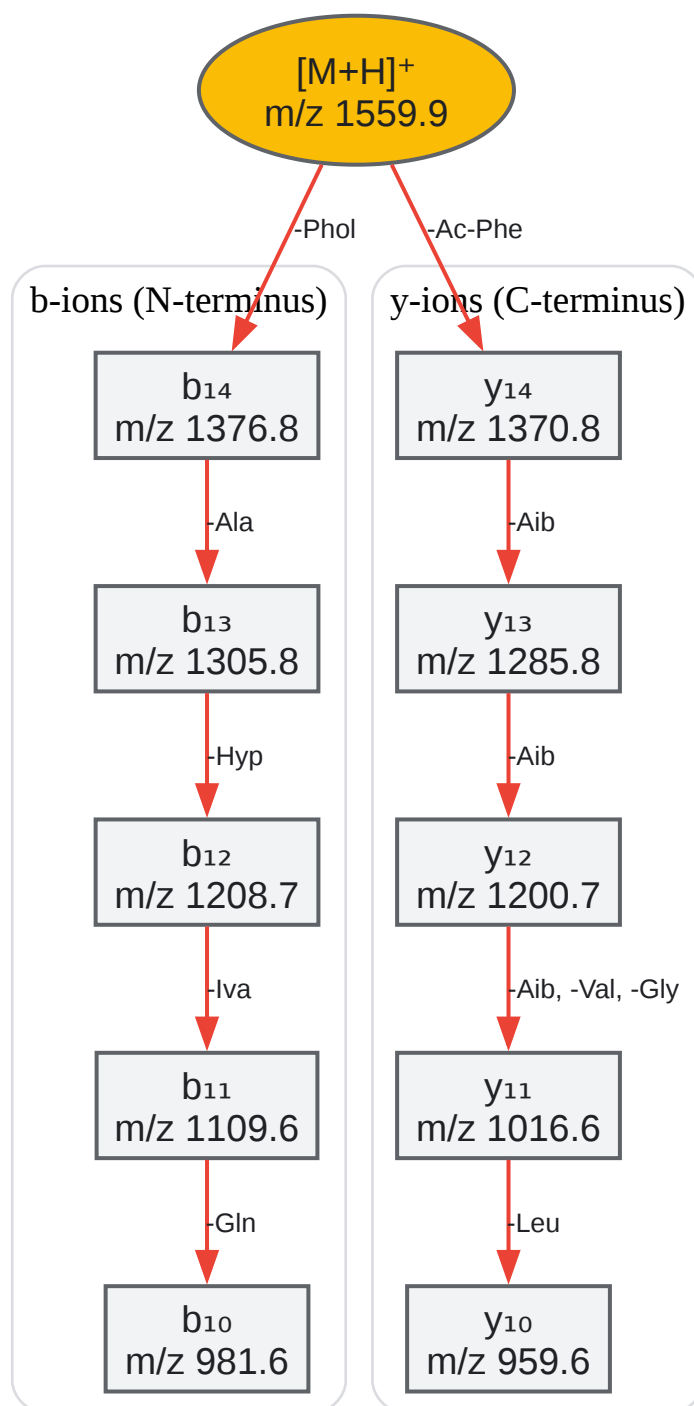 [M+H]⁺
m/z 1559.9
-Phol
-Ac-Phe
b-ions (N-terminus)
b₁₄
m/z 1376.8
-Ala
b₁₃
m/z 1305.8
-Hyp
b₁₂
m/z 1208.7
-Iva
b₁₁
m/z 1109.6
-Gln
b₁₀
m/z 981.6
y-ions (C-terminus)
y₁₄
m/z 1370.8
-Aib
y₁₃
m/z 1285.8
-Aib
y₁₂
m/z 1200.7
-Aib, -Val, -Gly
y₁₁
m/z 1016.6
-Leu
y₁₀
m/z 959.6